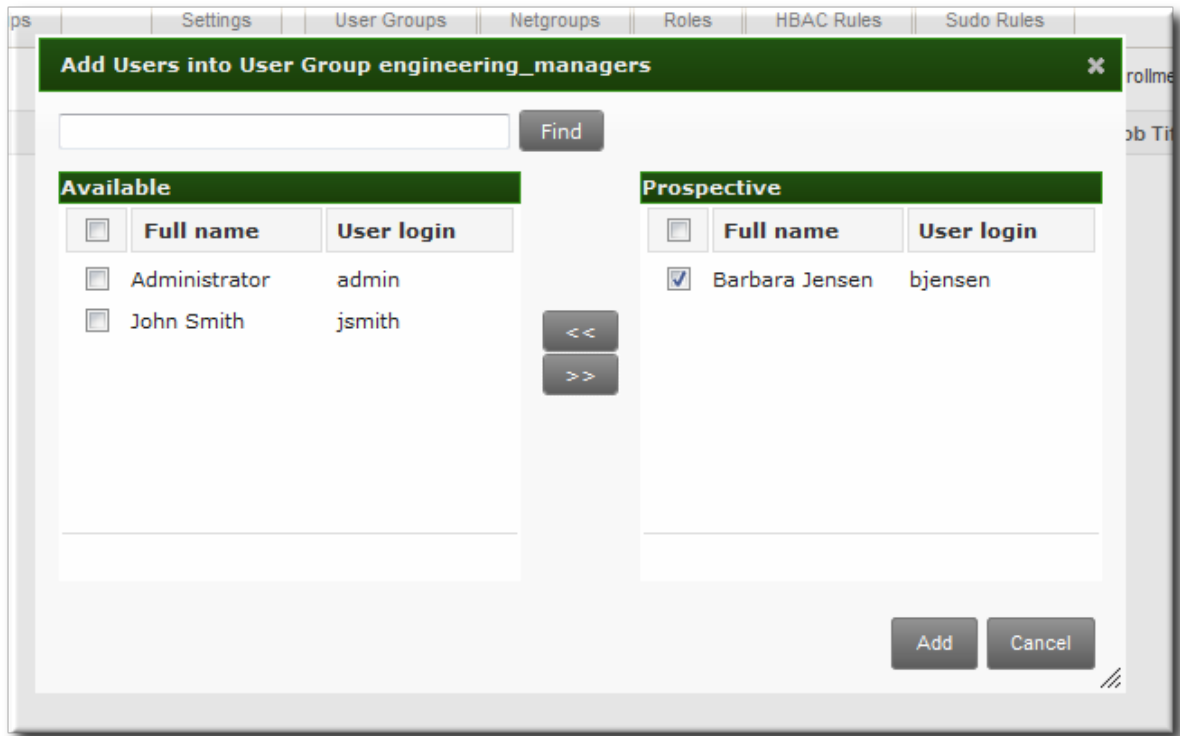 ps Settings User Groups Netgroups Roles HBAC Rules Sudo Rules
Add Users into User Group engineering_managers
Find
Available
Full name User login
Administrator admin
John Smith jsmith
<<
>>
Prospective
Full name User login
Barbara Jensen bjensen
Add Cancel